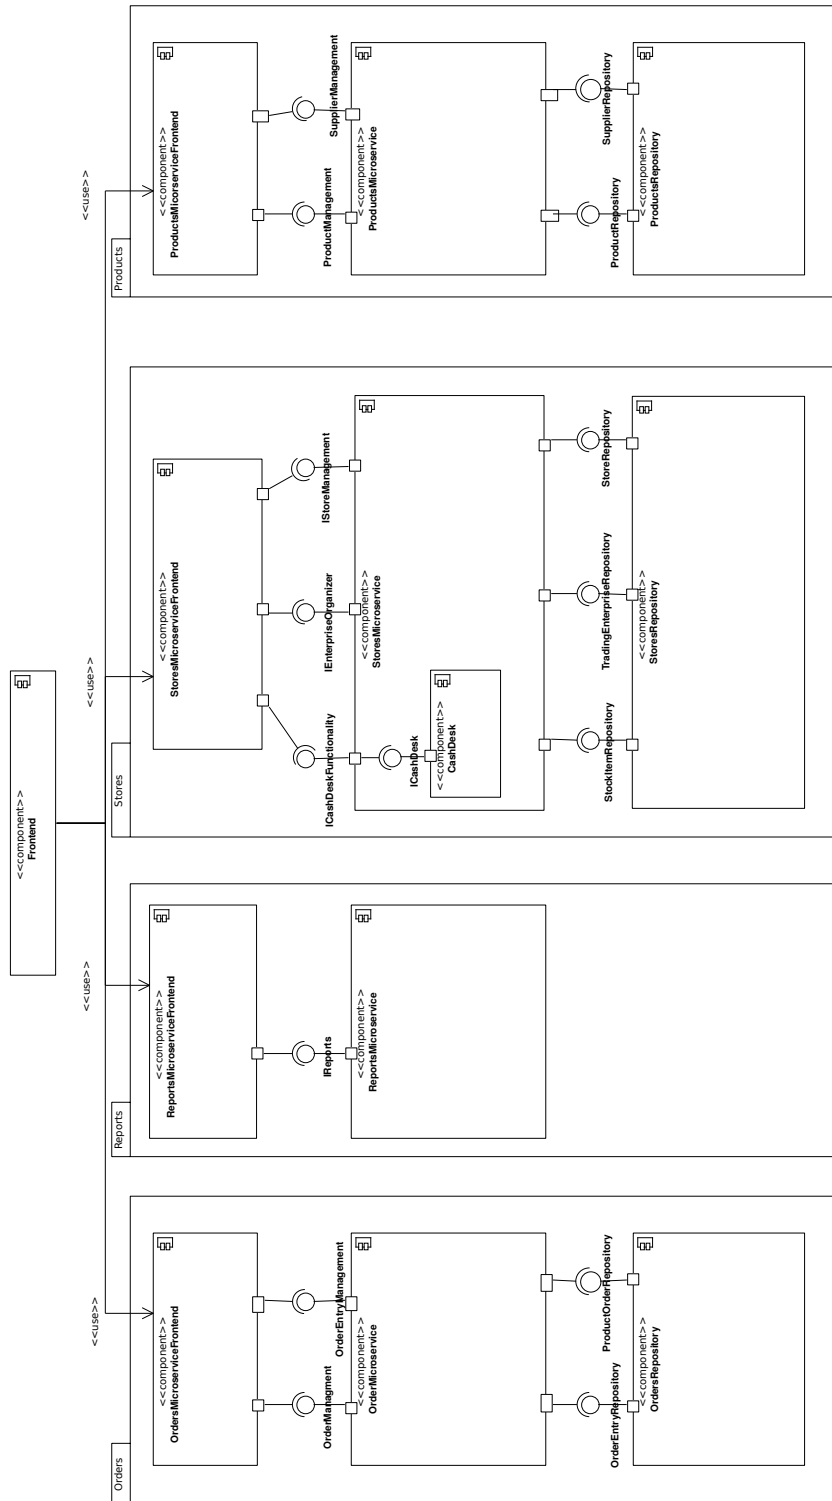 <<component>>
Frontend
<<use>>
<<use>>
<<use>>
<<use>>
Orders
<<component>>
OrdersMicroserviceFrontend
OrderManagment
OrderEntryManagement
<<component>>
OrderMicroservice
OrderEntryRepository
ProductOrderRepository
<<component>>
OrdersRepository
Reports
<<component>>
ReportsMicroserviceFrontend
IReports
<<component>>
ReportsMicroservice
Stores
<<component>>
StoresMicroserviceFrontend
ICashDeskFunctionality
IEnterpriseOrganizer
IStoreManagement
<<component>>
StoresMicroservice
ICashDesk
<<component>>
CashDesk
StockItemRepository
TradingEnterpriseRepository
StoreRepository
<<component>>
StoresRepository
Products
<<component>>
ProductsMicorserviceFrontend
ProductManagement
SupplierManagement
<<component>>
ProductsMicroservice
ProductRepository
SupplierRepository
<<component>>
ProductsRepository